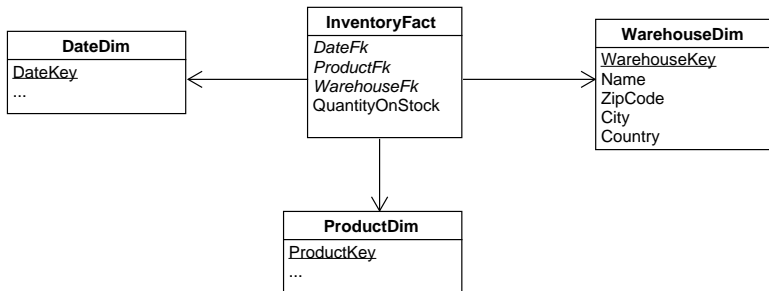 InventoryFact
DateFk
ProductFk
WarehouseFk
QuantityOnStock
DateDim
DateKey
...
WarehouseDim
WarehouseKey
Name
ZipCode
City
Country
ProductDim
ProductKey
...